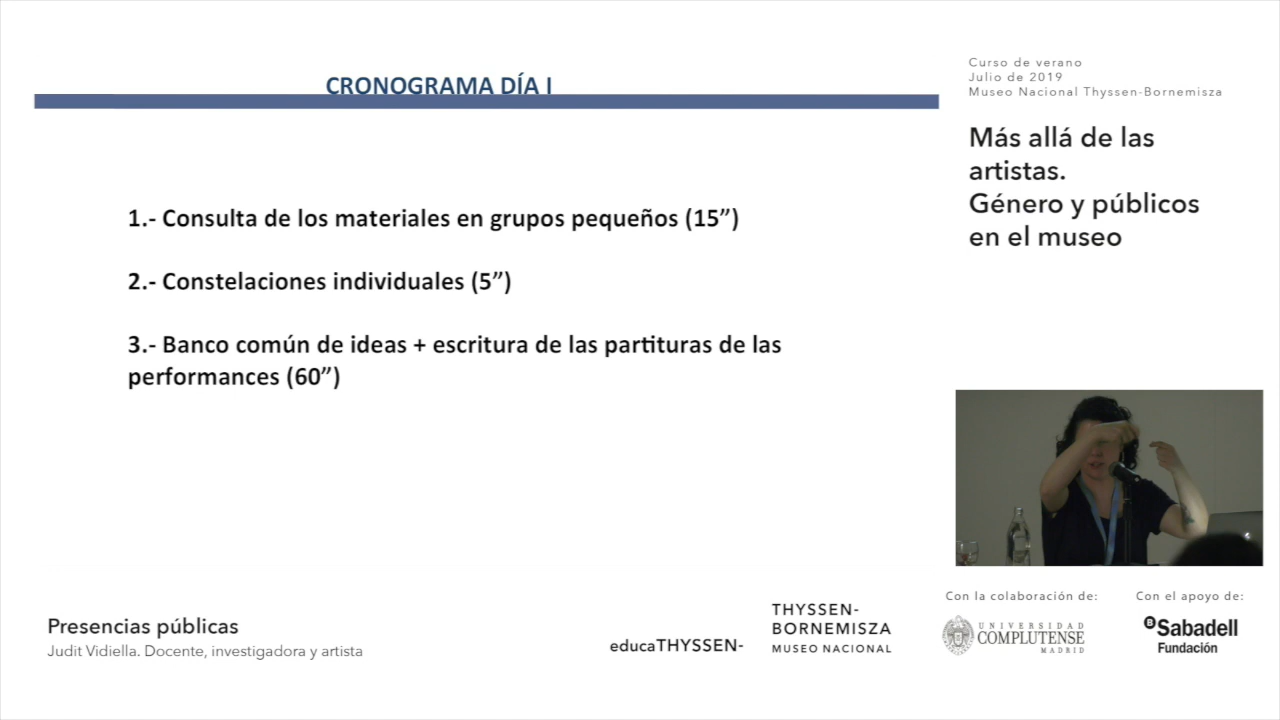 CRONOGRAMA DÍA I
1.- Consulta de los materiales en grupos pequeños (15”)
2.- Constelaciones individuales (5”)
3.- Banco común de ideas + escritura de las partituras de las
performances (60”)
Curso de verano
Julio de 2019
Museo Nacional Thyssen-Bornemisza
Más allá de las
artistas.
Género y públicos
en el museo
Presencias públicas
Judit Vidiella. Docente, investigadora y artista
educaTHYSSEN-
THYSSEN-
BORNEMISZA
MUSEO NACIONAL
Con la colaboración de:
UNIVERSIDAD
COMPLUTENSE
MADRID
Con el apoyo de:
B Sabadell
Fundación